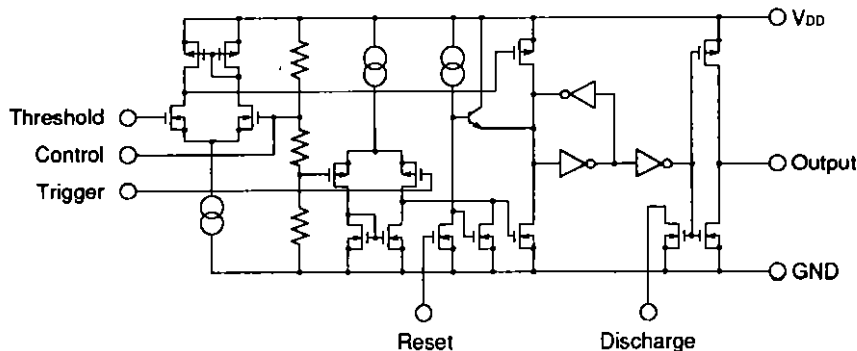 VDD
Threshold
Control
Trigger
Output
GND
Reset
Discharge